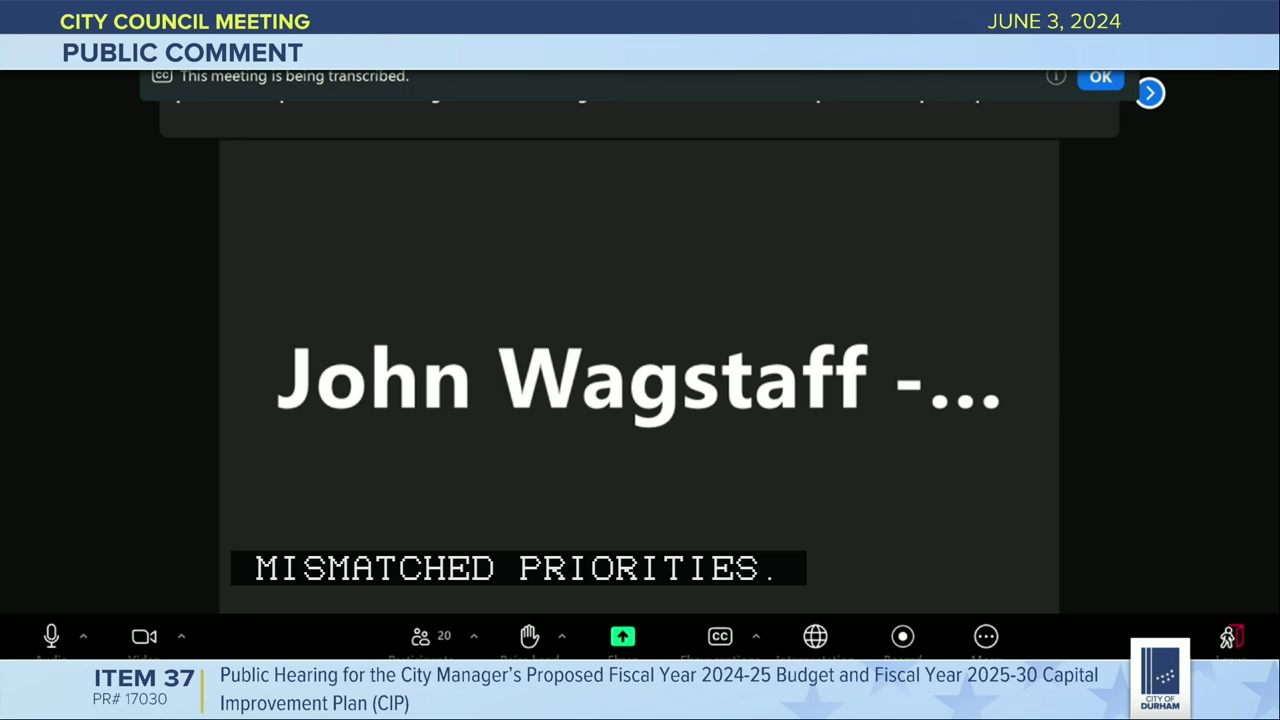 CITY COUNCIL MEETING
JUNE 3, 2024
PUBLIC COMMENT
CC This meeting is being transcribed.
OK
John Wagstaff -...
MISMATCHED PRIORITIES.
20
CC
ITEM 37
PR# 17030
Public Hearing for the City Manager's Proposed Fiscal Year 2024-25 Budget and Fiscal Year 2025-30 Capital
Improvement Plan (CIP)
CITY OF
DURHAM